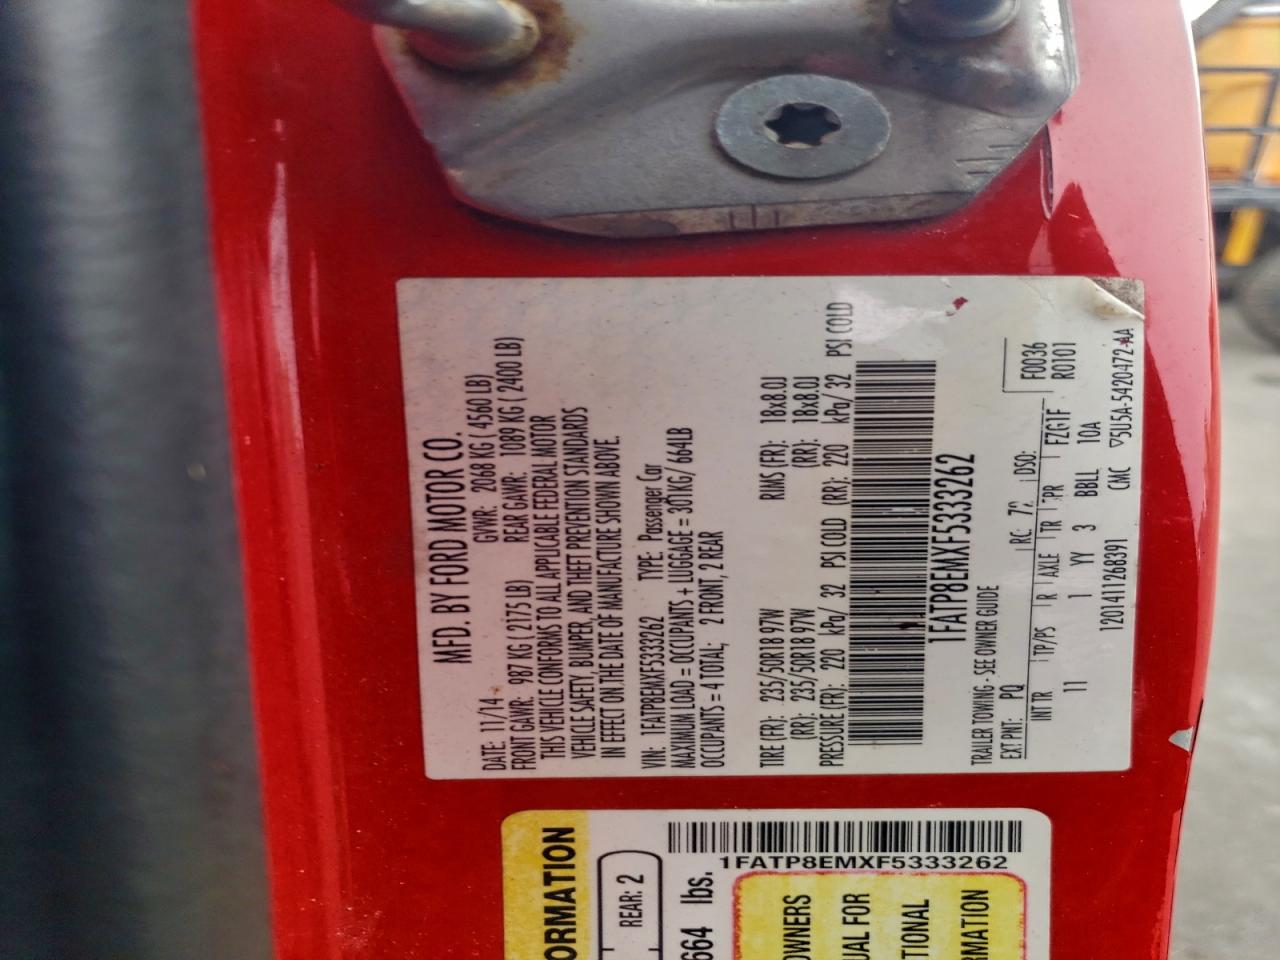 MFD. BY FORD MOTOR CO.
DATE: 11/14 GVWR: 2068 KG ( 4560 LB)
FRONT GAWR: 987 KG ( 2175 LB) REAR GAWR: 1089 KG ( 2400 LB)
THIS VEHICLE CONFORMS TO ALL APPLICABLE FEDERAL MOTOR
VEHICLE SAFETY, BUMPER, AND THEFT PREVENTION STANDARDS
IN EFFECT ON THE DATE OF MANUFACTURE SHOWN ABOVE.
VIN: 1FATP8EMXF5333262 TYPE: Passenger Car
MAXIMUM LOAD = OCCUPANTS + LUGGAGE = 301KG/ 664LB
OCCUPANTS = 4 TOTAL; 2 FRONT, 2 REAR
TIRE (FR): 235/50R18 97W RIMS (FR): 18x8.0J
(RR): 235/50R18 97W (RR): 18x8.0J
PRESSURE (FR): 220 kPa/ 32 PSI COLD (RR): 220 kPa/ 32 PSI COLD
1FATP8EMXF5333262
TRAILER TOWING - SEE OWNER GUIDE
EXT PNT: PQ RC: 72 DSO: F0036
INT TR TP/PS R AXLE TR SPR FZG1F R0101
11 1 YY 3 BBLL 10A
1201411268391 CMC 5U5A-5420472-AA
1FATP8EMXF5333262
ORMATION
REAR: 2
664 lbs.
OWNERS
UAL FOR
TIONAL
RMATION